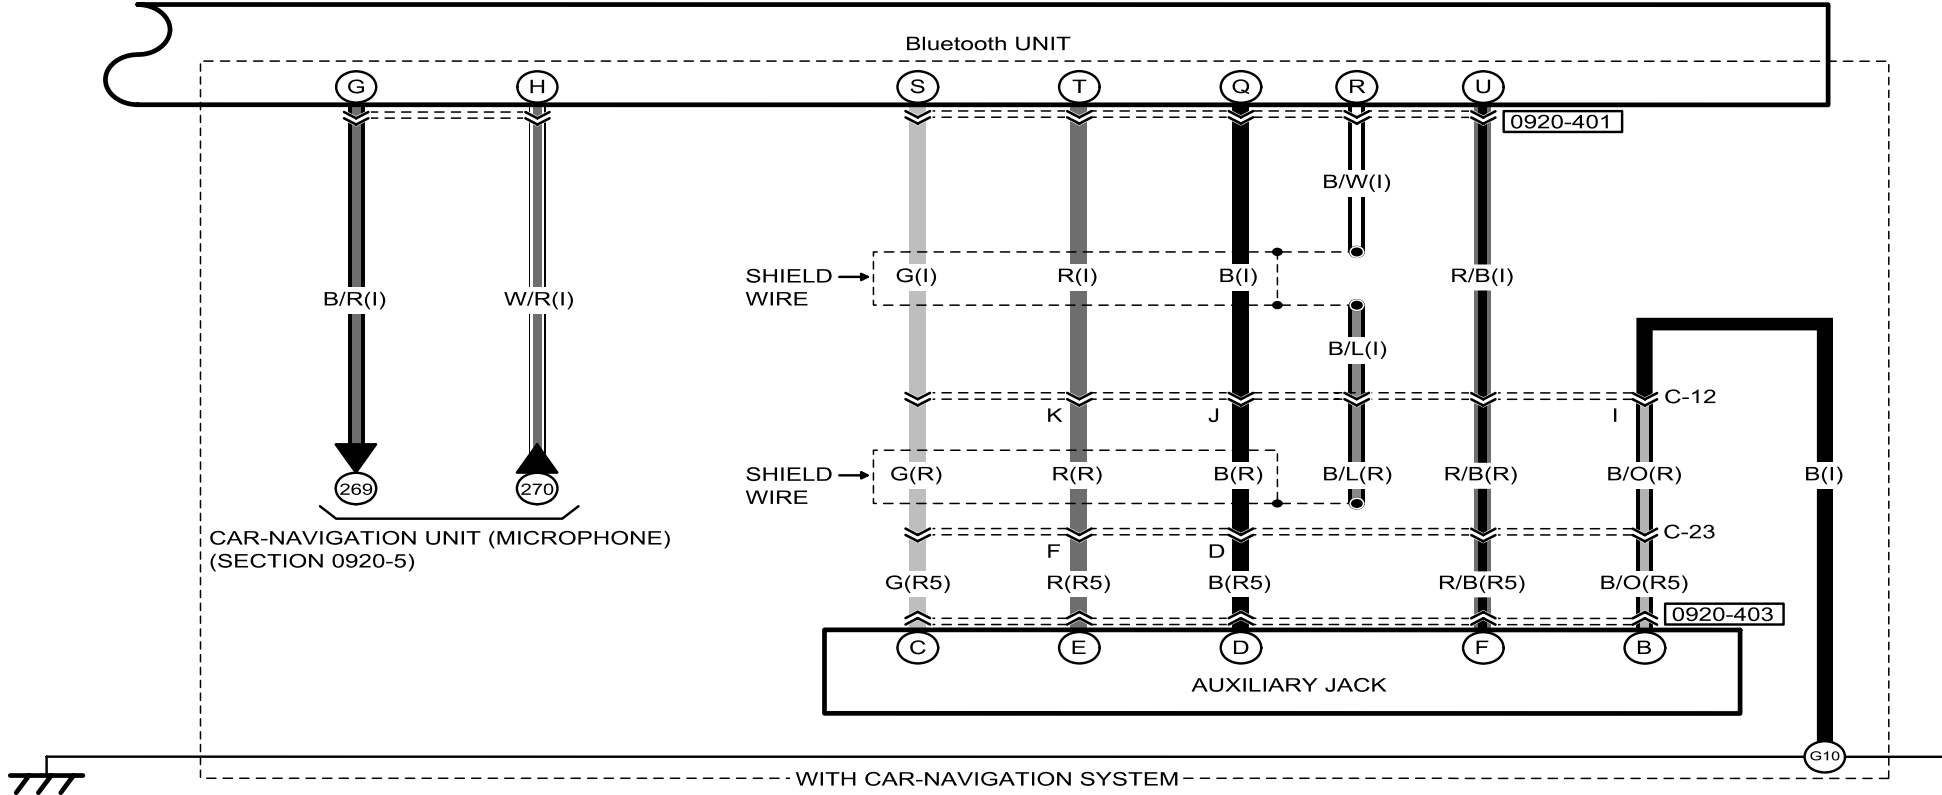 Bluetooth UNIT
G H S T Q R U
0920-401
B/W(I)
SHIELD
WIRE
G(I) R(I) B(I) R/B(I)
B/R(I) W/R(I)
B/L(I)
C-12
K J I
SHIELD
WIRE
G(R) R(R) B(R) B/L(R) R/B(R) B/O(R) B(I)
269 270
CAR-NAVIGATION UNIT (MICROPHONE)
(SECTION 0920-5)
C-23
F D
G(R5) R(R5) B(R5) R/B(R5) B/O(R5)
0920-403
C E D F B
AUXILIARY JACK
G10
WITH CAR-NAVIGATION SYSTEM